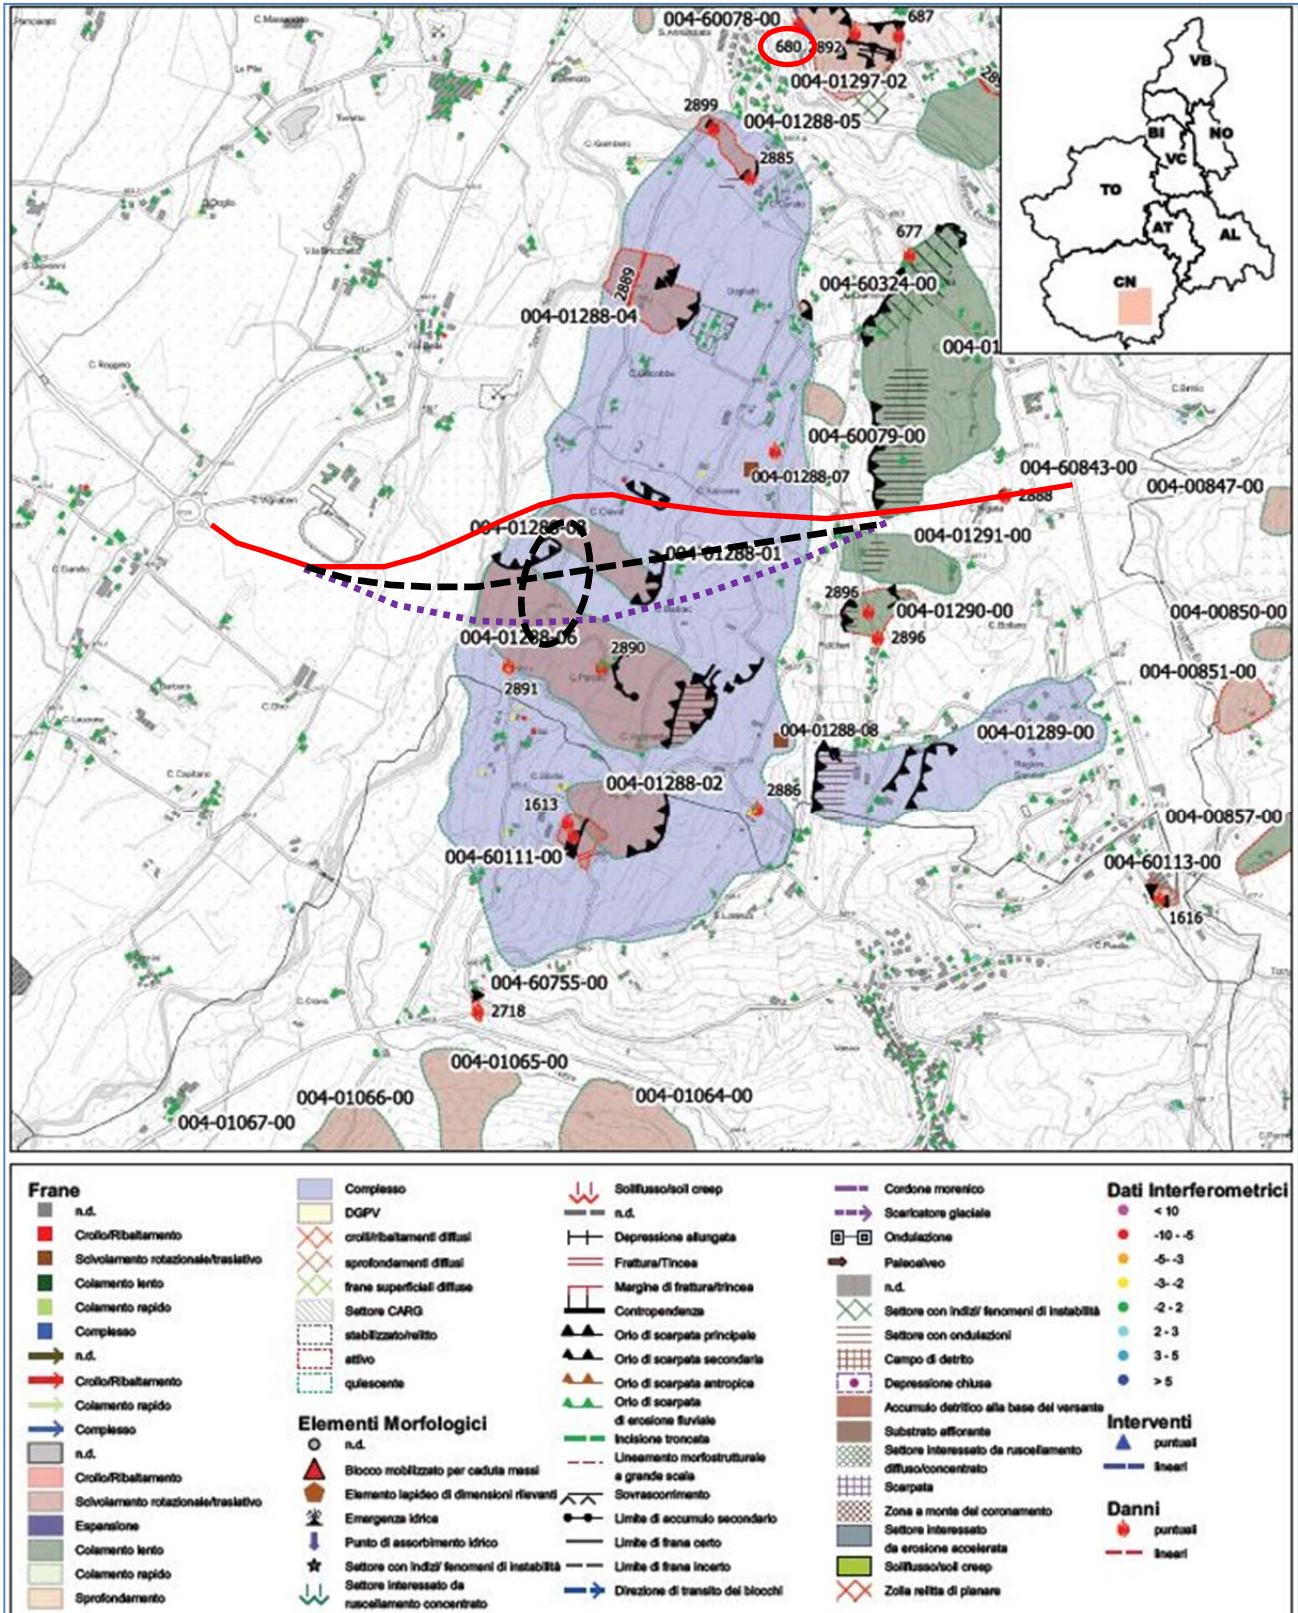 004-60078-00
687
680
2892
004-01297-02
2899
004-01288-05
2885
677
2889
004-60324-00
004-01288-04
004-01
004-60079-00
004-60843-00
004-01288-07
004-00847-00
2888
004-01288-03
004-01291-00
004-01288-01
2896
004-01290-00
004-00850-00
2896
004-01288-06
2890
004-00851-00
2891
004-01288-08
004-01289-00
004-01288-02
2886
1613
004-00857-00
004-60111-00
004-60113-00
1616
004-60755-00
2718
004-01065-00
004-01066-00
004-01064-00
004-01067-00
VB
BI
NO
VC
TO
AT
AL
CN
Frane
n.d.
Crollo/Ribaltamento
Scivolamento rotazionale/traslativo
Colamento lento
Colamento rapido
Complesso
n.d.
Crollo/Ribaltamento
Colamento rapido
Complesso
n.d.
Crollo/Ribaltamento
Scivolamento rotazionale/traslativo
Espansione
Colamento lento
Colamento rapido
Sprofondamento
Complesso
DGPV
crolli/ribaltamenti diffusi
sprofondamenti diffusi
frane superficiali diffuse
Settore CARG
stabilizzato/relitto
attivo
quiescente
Elementi Morfologici
n.d.
Blocco mobilizzato per caduta massi
Elemento lapideo di dimensioni rilevanti
Emergenza idrica
Punto di assorbimento idrico
Settore con indizi/ fenomeni di instabilità
Settore interessato da
ruscellamento concentrato
Soliflusso/soil creep
n.d.
Depressione allungata
Frattura/Trincea
Margine di frattura/trincea
Contropendenza
Orlo di scarpata principale
Orlo di scarpata secondaria
Orlo di scarpata antropica
Orlo di scarpata
di erosione fluviale
Incisione troncata
Lineamento morfostrutturale
a grande scala
Sovrascorrimento
Limite di accumulo secondario
Limite di frana certo
Limite di frana incerto
Direzione di transito dei blocchi
Cordone morenico
Scaricatore glaciale
Ondulazione
Paleoalveo
n.d.
Settore con indizi/ fenomeni di instabilità
Settore con ondulazioni
Campo di detrito
Depressione chiusa
Accumulo detritico alla base del versante
Substrato affiorante
Settore interessato da ruscellamento
diffuso/concentrato
Scarpata
Zona a monte del coronamento
Settore interessato
da erosione accelerata
Soliflusso/soil creep
Zolla relitta di planare
Dati Interferometrici
< 10
-10 - -5
-5- -3
-3- -2
-2 - 2
2 - 3
3 - 5
> 5
Interventi
puntuali
lineari
Danni
puntuali
lineari